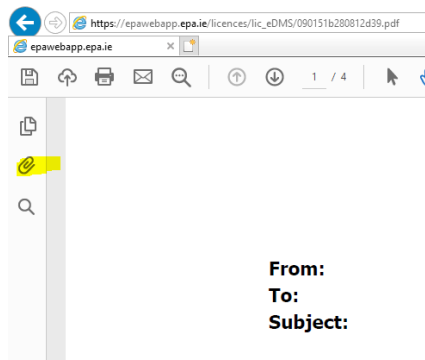 https://epawebapp.epa.ie/licences/lic_eDMS/090151b280812d39.pdf
epawebapp.epa.ie
1 / 4
From:
To:
Subject: